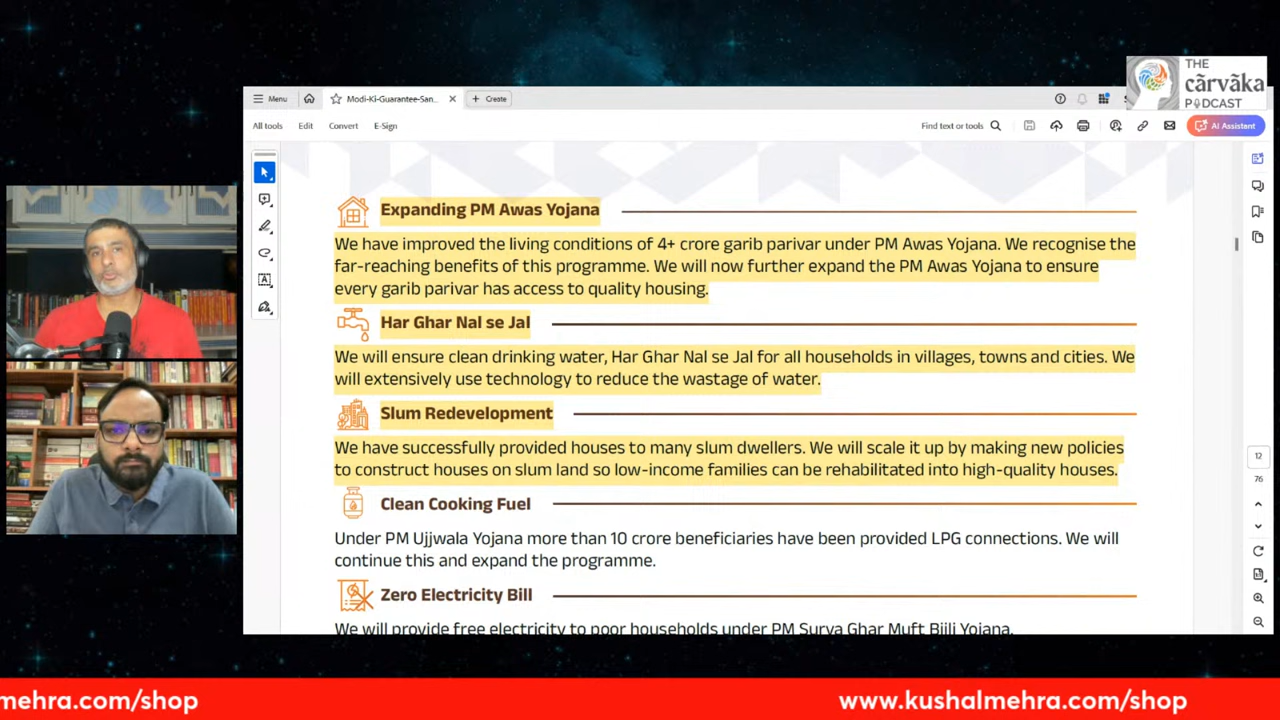 THE
cārvāka
PODCAST
Menu
Modi-Ki-Guarantee-San...
Create
All tools
Edit
Convert
E-Sign
Find text or tools
AI Assistant
Expanding PM Awas Yojana
We have improved the living conditions of 4+ crore garib parivar under PM Awas Yojana. We recognise the
far-reaching benefits of this programme. We will now further expand the PM Awas Yojana to ensure
every garib parivar has access to quality housing.
Har Ghar Nal se Jal
We will ensure clean drinking water, Har Ghar Nal se Jal for all households in villages, towns and cities. We
will extensively use technology to reduce the wastage of water.
Slum Redevelopment
We have successfully provided houses to many slum dwellers. We will scale it up by making new policies
to construct houses on slum land so low-income families can be rehabilitated into high-quality houses.
Clean Cooking Fuel
Under PM Ujjwala Yojana more than 10 crore beneficiaries have been provided LPG connections. We will
continue this and expand the programme.
Zero Electricity Bill
We will provide free electricity to poor households under PM Surya Ghar Muft Bijli Yojana.
12
76
mehra.com/shop
www.kushalmehra.com/shop